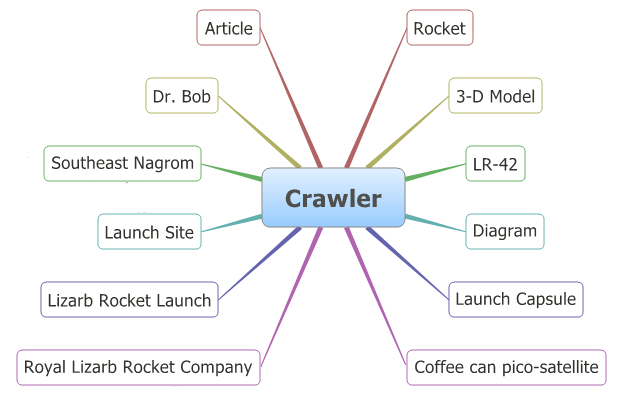 Article
Rocket
Dr. Bob
3-D Model
Southeast Nagrom
LR-42
Crawler
Launch Site
Diagram
Lizarb Rocket Launch
Launch Capsule
Royal Lizarb Rocket Company
Coffee can pico-satellite